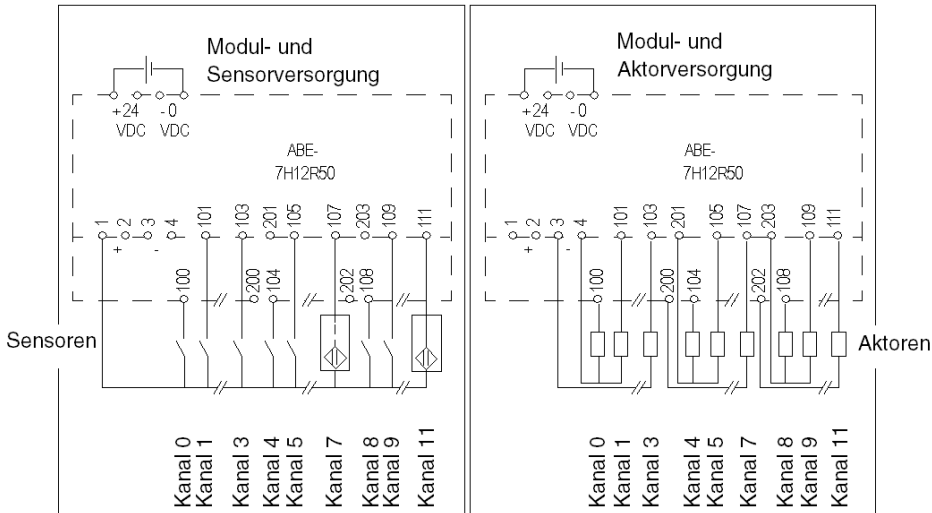 Modul- und
Sensorversorgung
+24 -0
VDC VDC
ABE-
7H12R50
1 2 3 4 101 103 201 105 107 203 109 111
+ -
100 200 104 202 108
Sensoren
Kanal 0
Kanal 1
Kanal 3
Kanal 4
Kanal 5
Kanal 7
Kanal 8
Kanal 9
Kanal 11
Modul- und
Aktorversorgung
+24 -0
VDC VDC
ABE-
7H12R50
1 2 3 4 101 103 201 105 107 203 109 111
+ -
100 200 104 202 108
Aktoren
Kanal 0
Kanal 1
Kanal 3
Kanal 4
Kanal 5
Kanal 7
Kanal 8
Kanal 9
Kanal 11